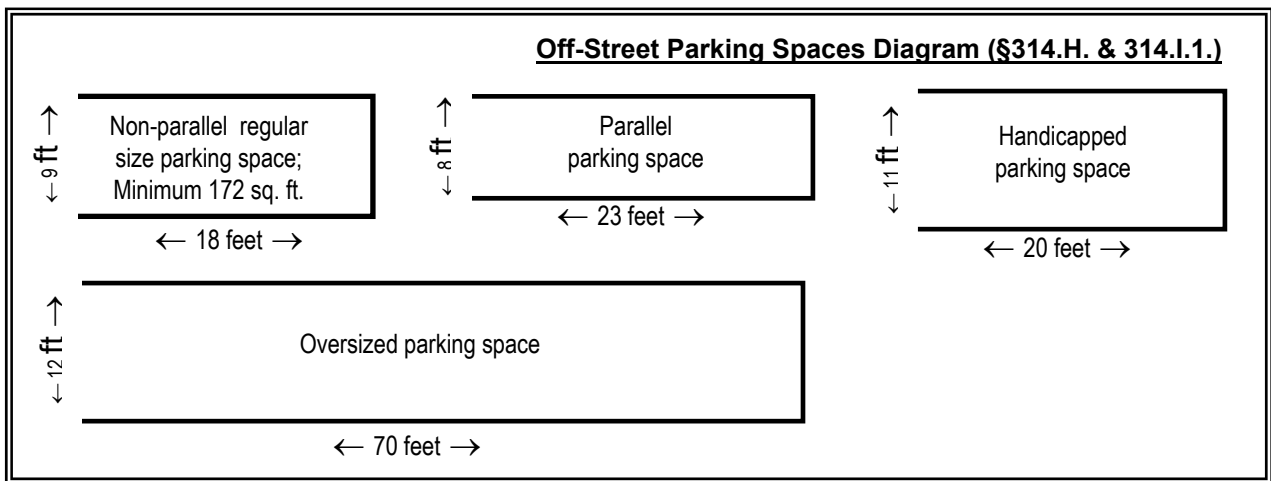 Off-Street Parking Spaces Diagram (§314.H. & 314.I.1.)
← 9 ft →
Non-parallel regular
size parking space;
Minimum 172 sq. ft.
← 18 feet →
← 8 ft →
Parallel
parking space
← 23 feet →
← 11 ft →
Handicapped
parking space
← 20 feet →
← 12 ft →
Oversized parking space
← 70 feet →